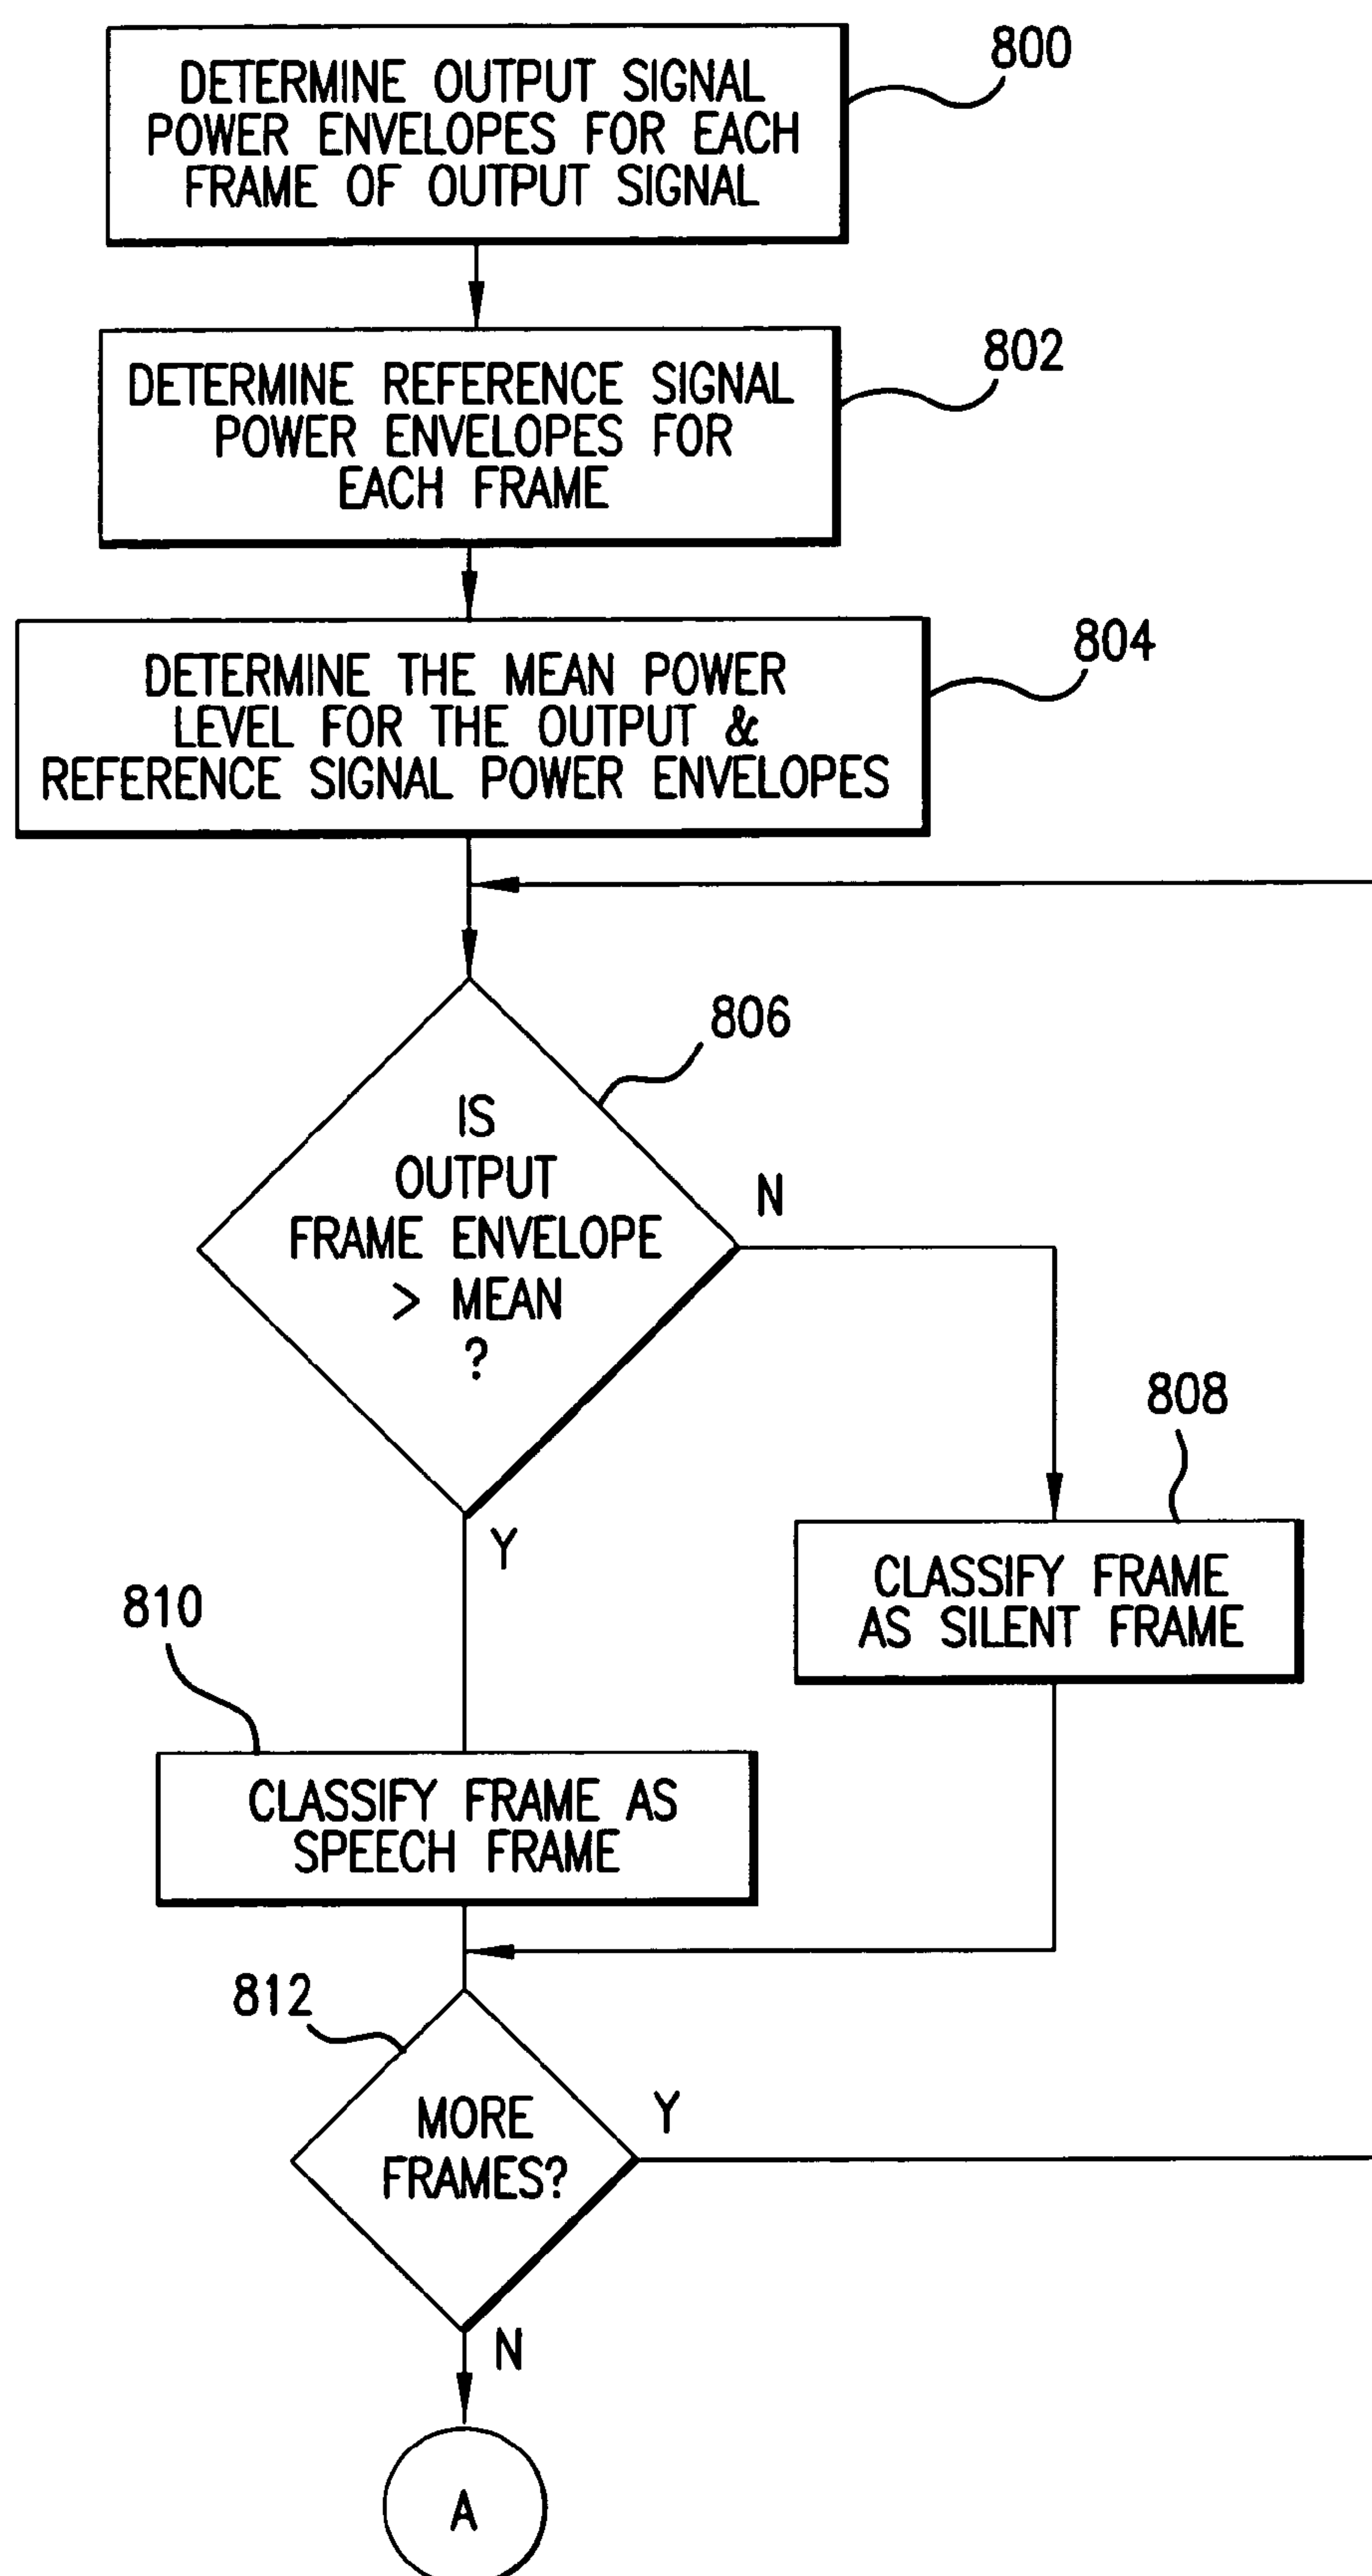 800
DETERMINE OUTPUT SIGNAL
POWER ENVELOPES FOR EACH
FRAME OF OUTPUT SIGNAL
802
DETERMINE REFERENCE SIGNAL
POWER ENVELOPES FOR
EACH FRAME
804
DETERMINE THE MEAN POWER
LEVEL FOR THE OUTPUT &
REFERENCE SIGNAL POWER ENVELOPES
806
IS
OUTPUT
FRAME ENVELOPE
> MEAN
?
N
Y
808
CLASSIFY FRAME
AS SILENT FRAME
810
CLASSIFY FRAME AS
SPEECH FRAME
812
MORE
FRAMES?
Y
N
A